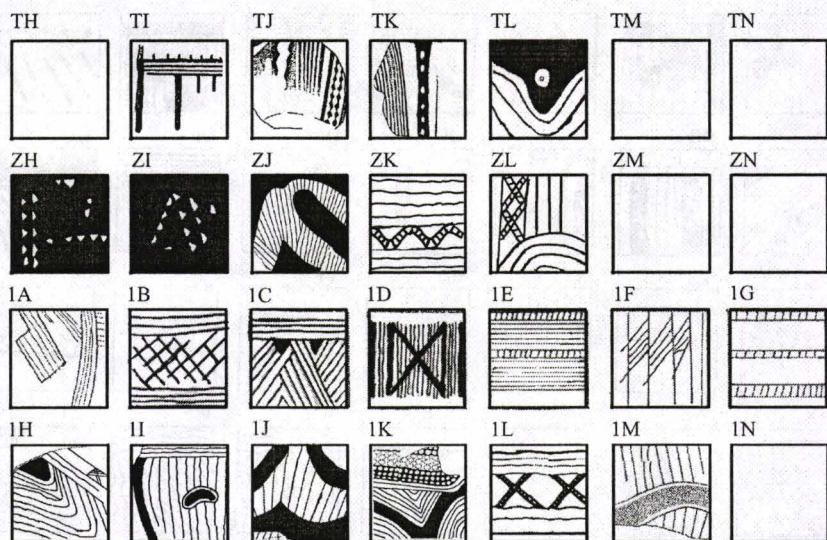 TH TI TJ TK TL TM TN
ZH ZI ZJ ZK ZL ZM ZN
1A 1B 1C 1D 1E 1F 1G
1H 1I 1J 1K 1L 1M 1N